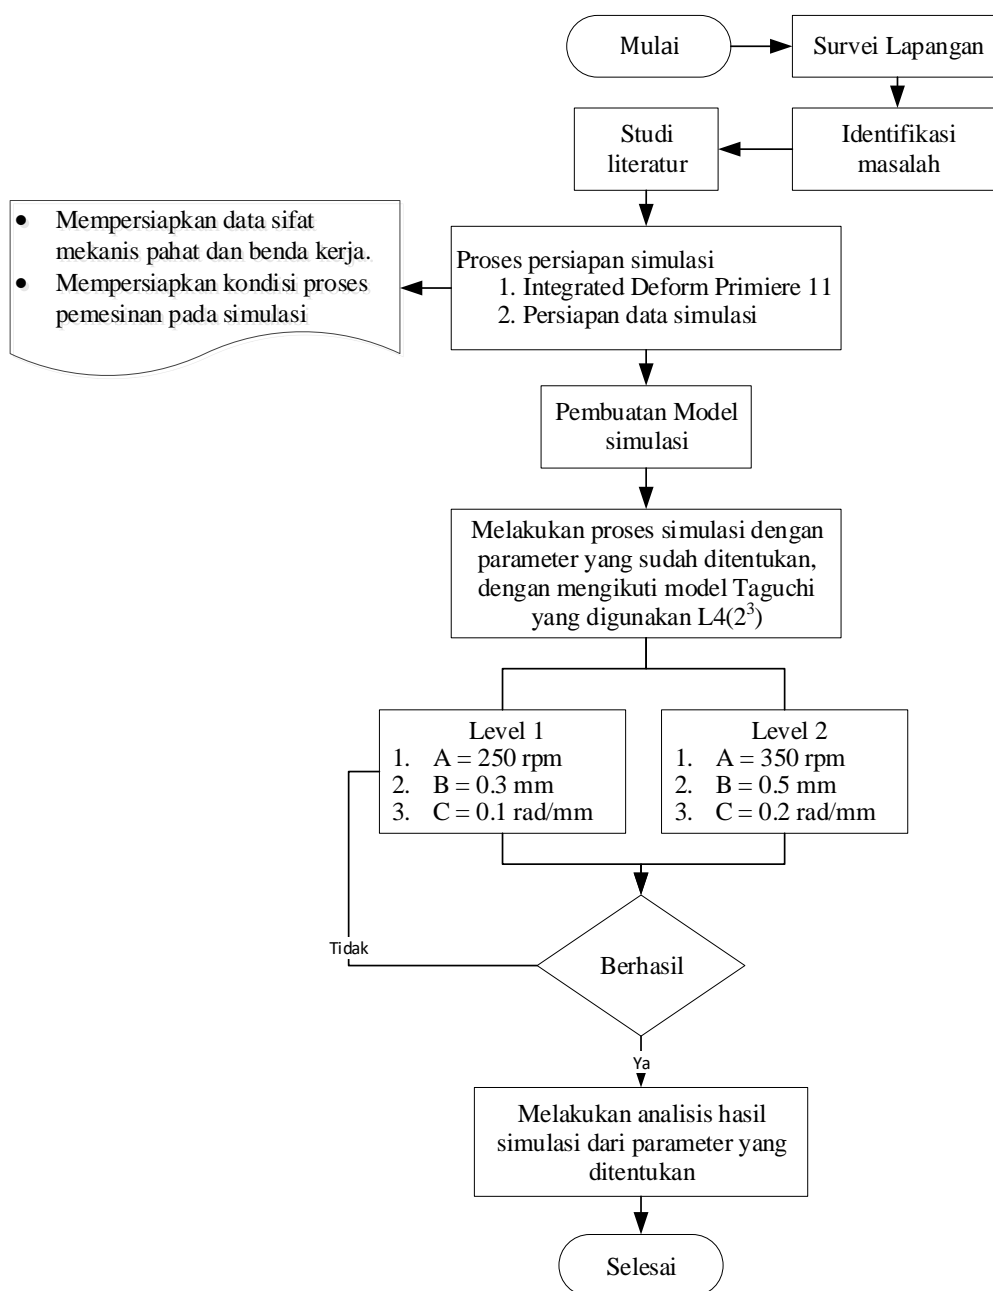 Mulai
Survei Lapangan
Identifikasi
masalah
Studi
literatur
Proses persiapan simulasi
1. Integrated Deform Primiere 11
2. Persiapan data simulasi
• Mempersiapkan data sifat
mekanis pahat dan benda kerja.
• Mempersiapkan kondisi proses
pemesinan pada simulasi
Pembuatan Model
simulasi
Melakukan proses simulasi dengan
parameter yang sudah ditentukan,
dengan mengikuti model Taguchi
yang digunakan L4(2³)
Level 1
1. A = 250 rpm
2. B = 0.3 mm
3. C = 0.1 rad/mm
Level 2
1. A = 350 rpm
2. B = 0.5 mm
3. C = 0.2 rad/mm
Berhasil
Tidak
Ya
Melakukan analisis hasil
simulasi dari parameter yang
ditentukan
Selesai